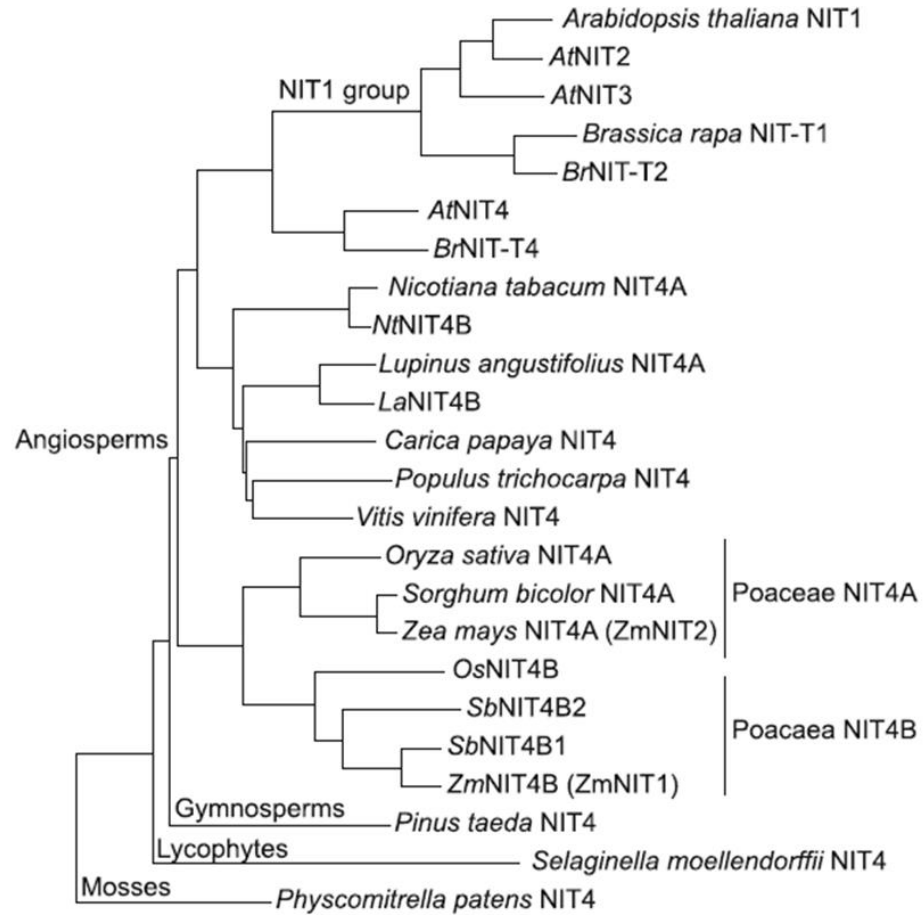 Arabidopsis thaliana NIT1
AtNIT2
NIT1 group
AtNIT3
Brassica rapa NIT-T1
BrNIT-T2
AtNIT4
BrNIT-T4
Nicotiana tabacum NIT4A
NtNIT4B
Lupinus angustifolius NIT4A
LaNIT4B
Angiosperms
Carica papaya NIT4
Populus trichocarpa NIT4
Vitis vinifera NIT4
Oryza sativa NIT4A
Sorghum bicolor NIT4A
Poaceae NIT4A
Zea mays NIT4A (ZmNIT2)
OsNIT4B
SbNIT4B2
Poacaea NIT4B
SbNIT4B1
ZmNIT4B (ZmNIT1)
Gymnosperms
Pinus taeda NIT4
Lycophytes
Selaginella moellendorffii NIT4
Mosses
Physcomitrella patens NIT4